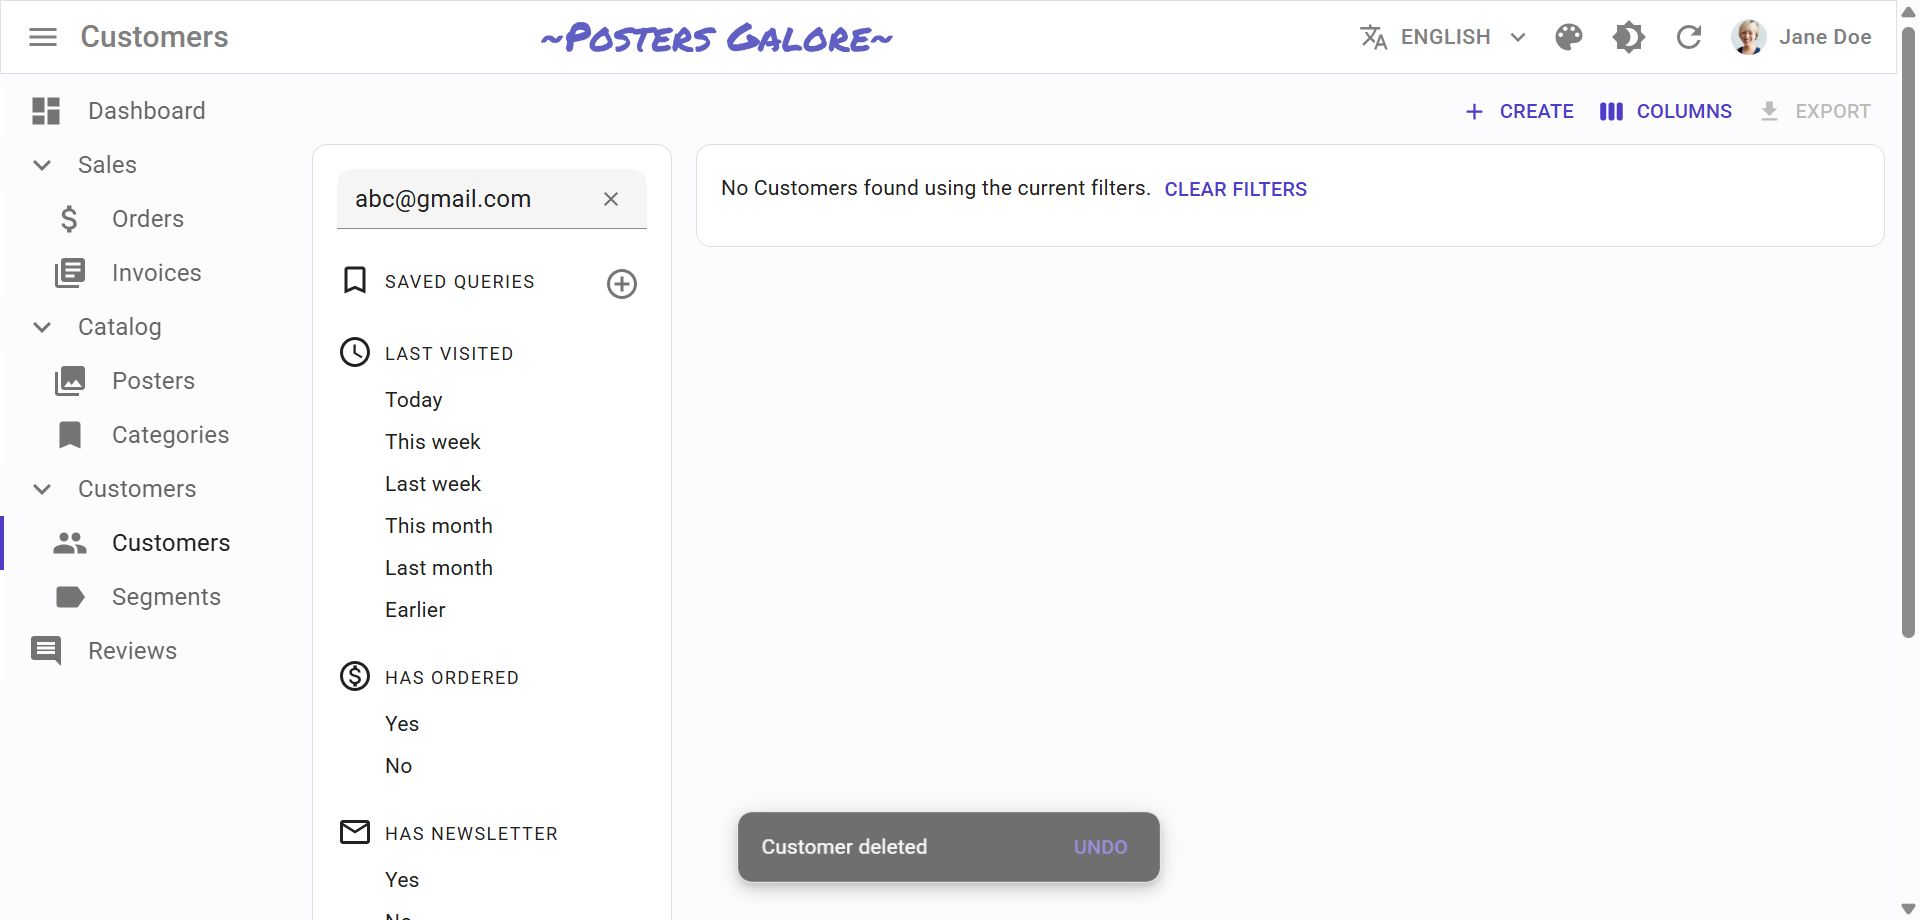 Customers
~Posters Galore~
ENGLISH
Jane Doe
Dashboard
Sales
Orders
Invoices
Catalog
Posters
Categories
Customers
Customers
Segments
Reviews
CREATE
COLUMNS
EXPORT
abc@gmail.com
SAVED QUERIES
LAST VISITED
Today
This week
Last week
This month
Last month
Earlier
HAS ORDERED
Yes
No
HAS NEWSLETTER
Yes
No
No Customers found using the current filters. CLEAR FILTERS
Customer deleted UNDO